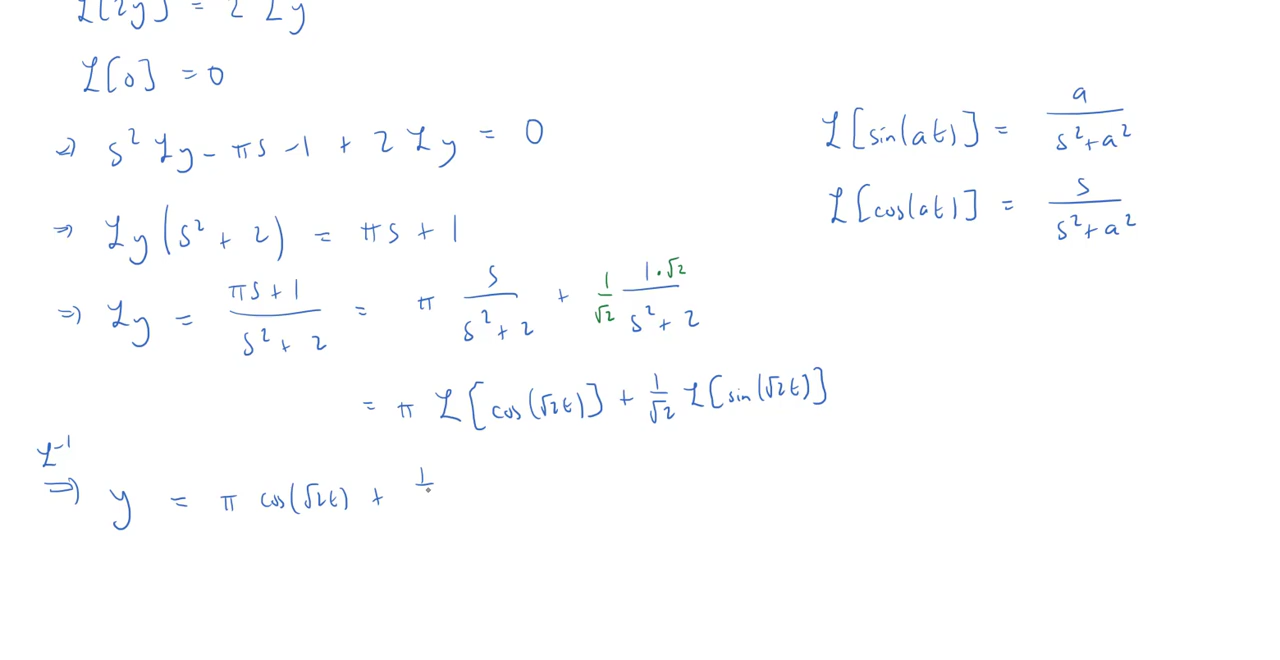 ℒ[2y] = 2 ℒy
ℒ[0] = 0
⇒ s² ℒy - πs - 1 + 2 ℒy = 0
⇒ ℒy (s² + 2) = πs + 1
⇒ ℒy = (πs + 1)/(s² + 2) = π s/(s² + 2) + 1/√2 (1·√2)/(s² + 2)
= π ℒ[cos(√2t)] + 1/√2 ℒ[sin(√2t)]
ℒ⁻¹
⇒ y = π cos(√2t) + 1/
ℒ[sin(at)] = a/(s²+a²)
ℒ[cos(at)] = s/(s²+a²)